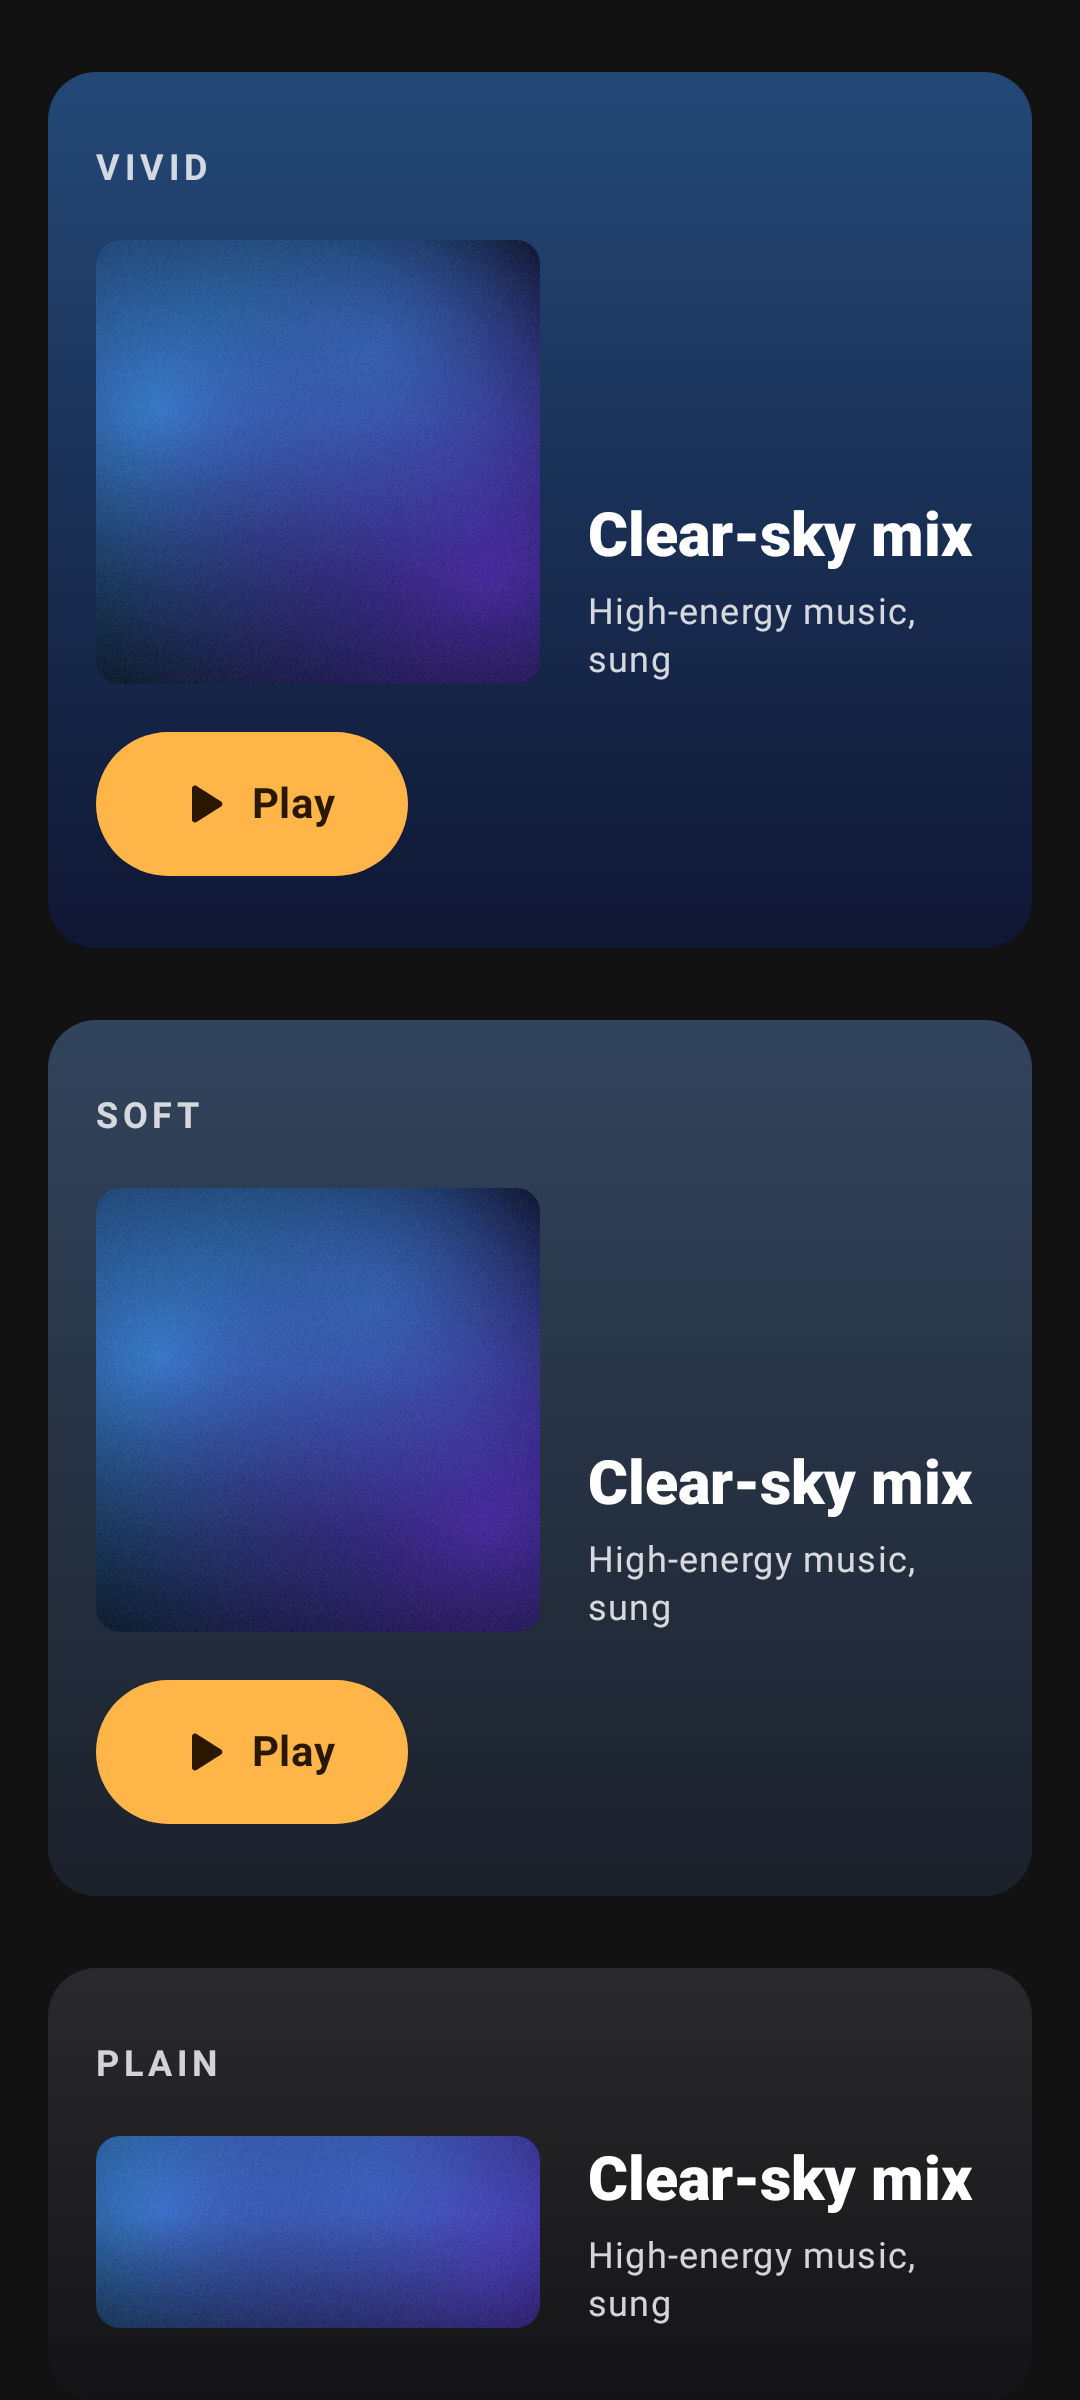 VIVID
Clear-sky mix
High-energy music,
sung
Play
SOFT
Clear-sky mix
High-energy music,
sung
Play
PLAIN
Clear-sky mix
High-energy music,
sung